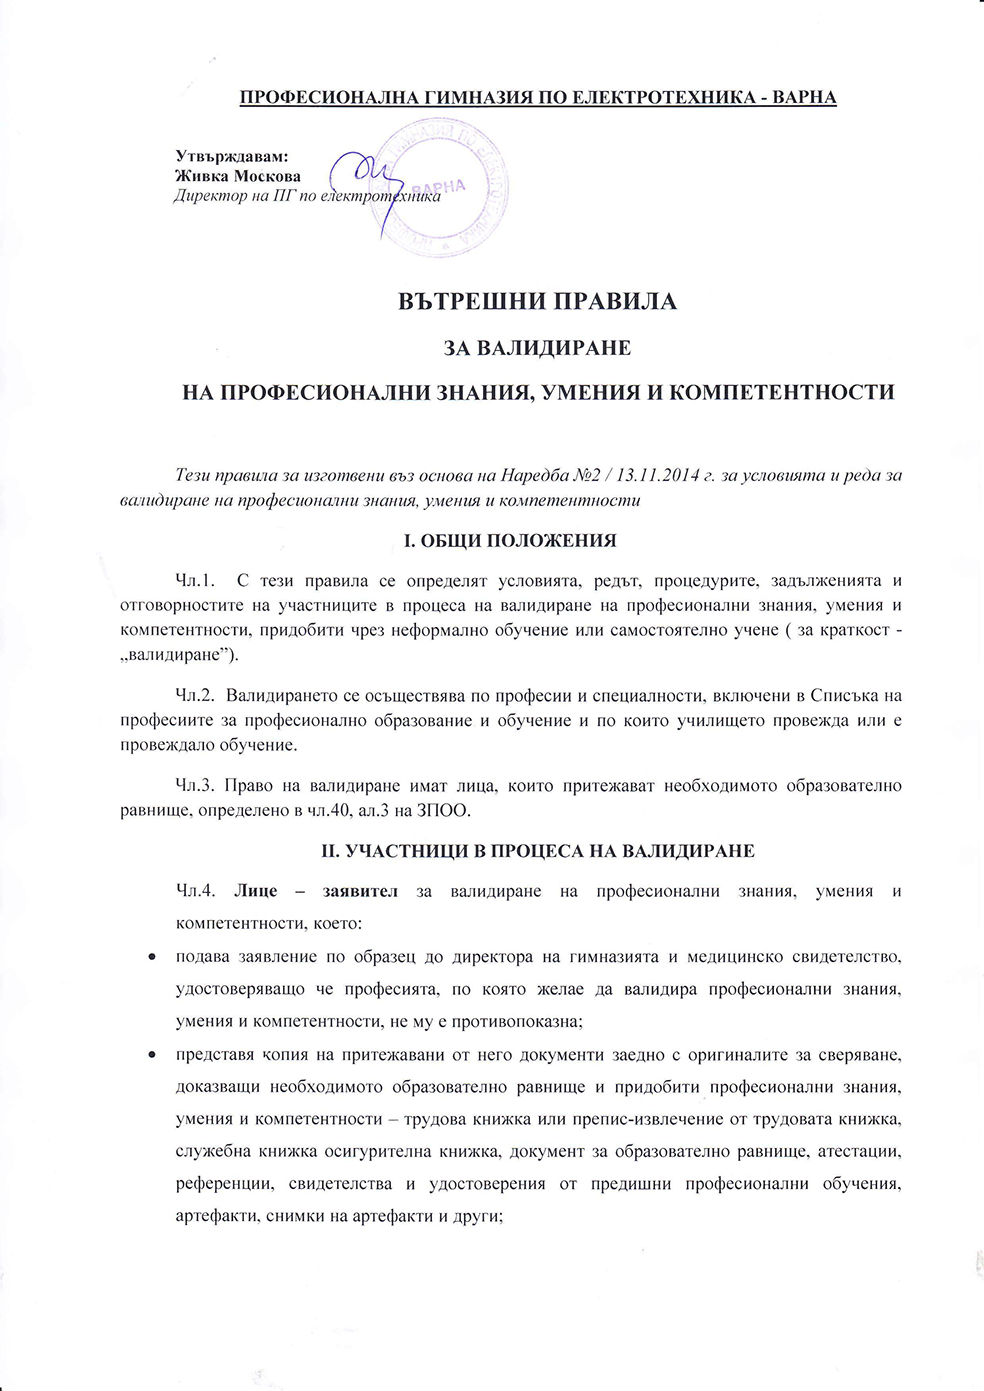 ПРОФЕСИОНАЛНА ГИМНАЗИЯ ПО ЕЛЕКТРОТЕХНИКА - ВАРНА
Утвърждавам:
Живка Москова
Директор на ПГ по електротехника
ВАРНА
ВЪТРЕШНИ ПРАВИЛА
ЗА ВАЛИДИРАНЕ
НА ПРОФЕСИОНАЛНИ ЗНАНИЯ, УМЕНИЯ И КОМПЕТЕНТНОСТИ
Тези правила за изготвени въз основа на Наредба №2 / 13.11.2014 г. за условията и реда за
валидиране на професионални знания, умения и компетентности
I. ОБЩИ ПОЛОЖЕНИЯ
Чл.1. С тези правила се определят условията, редът, процедурите, задълженията и
отговорностите на участниците в процеса на валидиране на професионални знания, умения и
компетентности, придобити чрез неформално обучение или самостоятелно учене ( за краткост -
„валидиране”).
Чл.2. Валидирането се осъществява по професии и специалности, включени в Списъка на
професиите за професионално образование и обучение и по които училището провежда или е
провеждало обучение.
Чл.3. Право на валидиране имат лица, които притежават необходимото образователно
равнище, определено в чл.40, ал.3 на ЗПОО.
II. УЧАСТНИЦИ В ПРОЦЕСА НА ВАЛИДИРАНЕ
Чл.4. Лице – заявител за валидиране на професионални знания, умения и
компетентности, което:
• подава заявление по образец до директора на гимназията и медицинско свидетелство,
удостоверяващо че професията, по която желае да валидира професионални знания,
умения и компетентности, не му е противопоказна;
• представя копия на притежавани от него документи заедно с оригиналите за сверяване,
доказващи необходимото образователно равнище и придобити професионални знания,
умения и компетентности – трудова книжка или препис-извлечение от трудовата книжка,
служебна книжка осигурителна книжка, документ за образователно равнище, атестации,
референции, свидетелства и удостоверения от предишни професионални обучения,
артефакти, снимки на артефакти и други;